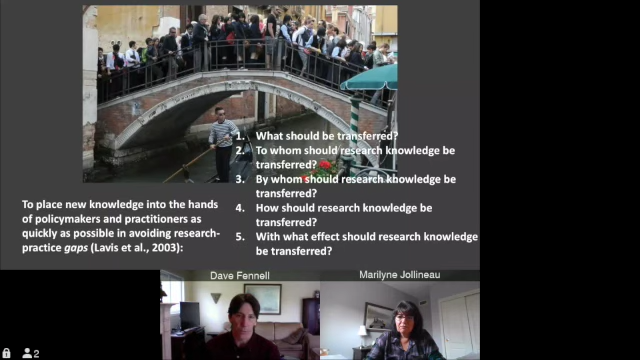 1. What should be transferred?
2. To whom should research knowledge be
transferred?
3. By whom should research knowledge be
transferred?
4. How should research knowledge be
transferred?
5. With what effect should research knowledge
be transferred?
To place new knowledge into the hands
of policymakers and practitioners as
quickly as possible in avoiding research-
practice gaps (Lavis et al., 2003):
Dave Fennell
Marilyne Jollineau
2